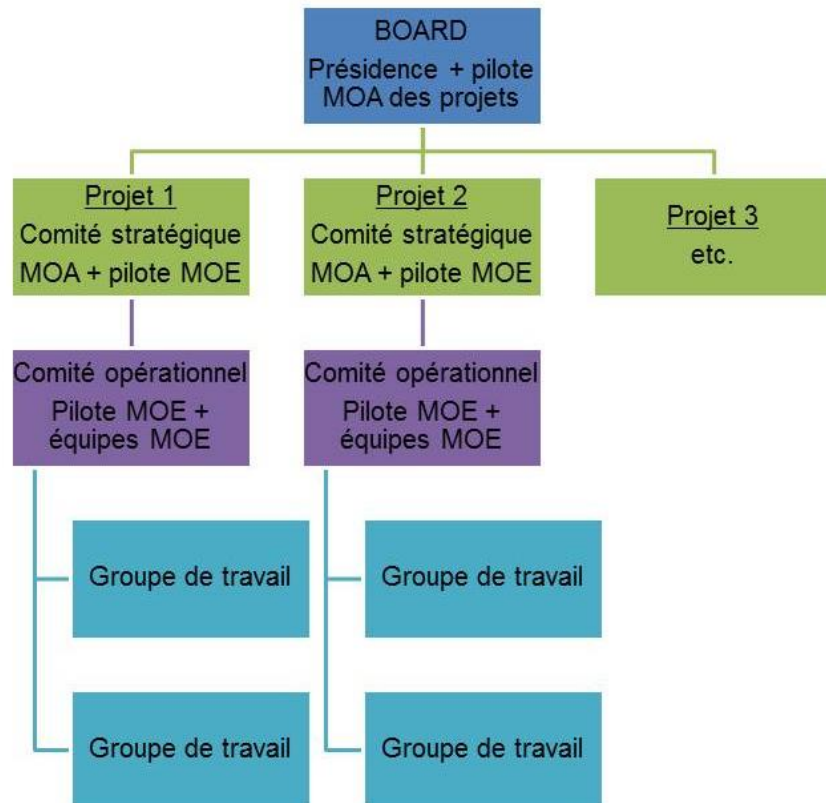 BOARD
Présidence + pilote
MOA des projets
Projet 1
Comité stratégique
MOA + pilote MOE
Projet 2
Comité stratégique
MOA + pilote MOE
Projet 3
etc.
Comité opérationnel
Pilote MOE +
équipes MOE
Comité opérationnel
Pilote MOE +
équipes MOE
Groupe de travail
Groupe de travail
Groupe de travail
Groupe de travail